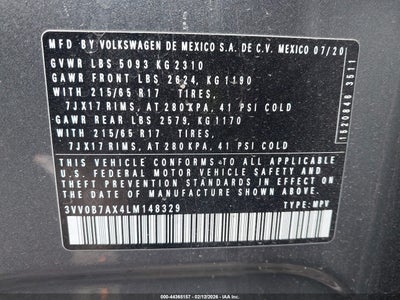 MFD BY VOLKSWAGEN DE MEXICO S.A. DE C.V. MEXICO 07/20
GVWR LBS 5093 KG 2310
GAWR FRONT LBS 2624, KG 1190
WITH 215/65 R17 TIRES,
7JX17 RIMS, AT 280 KPA, 41 PSI COLD
GAWR REAR LBS 2579, KG 1170
WITH 215/65 R17 TIRES,
7JX17 RIMS, AT 280 KPA, 41 PSI COLD
THIS VEHICLE CONFORMS TO ALL APPLICABLE
U.S. FEDERAL MOTOR VEHICLE SAFETY AND
THEFT PREVENTION STANDARDS IN EFFECT ON
THE DATE OF MANUFACTURE SHOWN ABOVE
3VV0B7AX4LM148329 TYPE: MPV
1520849 3511
000-44365157 - 02/12/2026 - IAA Inc.